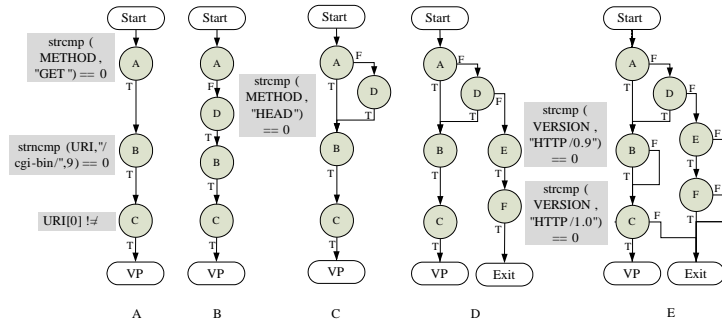 Start
Start
Start
Start
Start
strcmp (
METHOD ,
"GET ") == 0
A
T
A
F
D
T
strcmp (
METHOD ,
"HEAD")
== 0
A
F
T
D
T
A
F
T
D
F
T
A
F
T
D
F
T
strncmp (URI,"/
cgi-bin/",9) == 0
B
T
B
T
B
T
B
T
E
T
strcmp (
VERSION ,
"HTTP /0.9")
== 0
B
F
T
E
F
T
C
T
C
T
C
T
C
T
F
T
strcmp (
VERSION ,
"HTTP /1.0")
== 0
C
F
T
F
F
T
VP
VP
VP
VP
Exit
VP
Exit
A
B
C
D
E